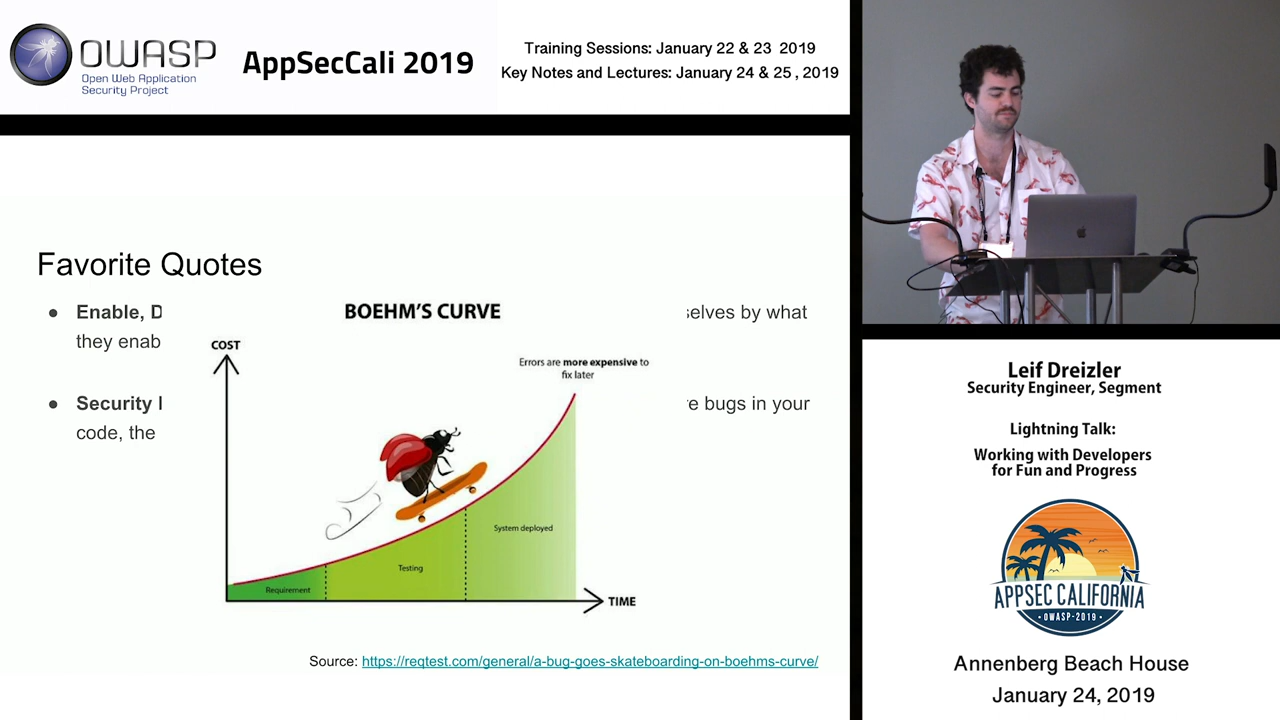 OWASP
Open Web Application
Security Project
AppSecCali 2019
Training Sessions: January 22 & 23 2019
Key Notes and Lectures: January 24 & 25 , 2019
Favorite Quotes
● Enable, D
selves by what
they enab
● Security
e bugs in your
code, the
BOEHM'S CURVE
COST
Errors are more expensive to
fix later
System deployed
Testing
Requirement
TIME
Source: https://reqtest.com/general/a-bug-goes-skateboarding-on-boehms-curve/
Leif Dreizler
Security Engineer, Segment
Lightning Talk:
Working with Developers
for Fun and Progress
APPSEC CALIFORNIA
• OWASP-2019 •
Annenberg Beach House
January 24, 2019